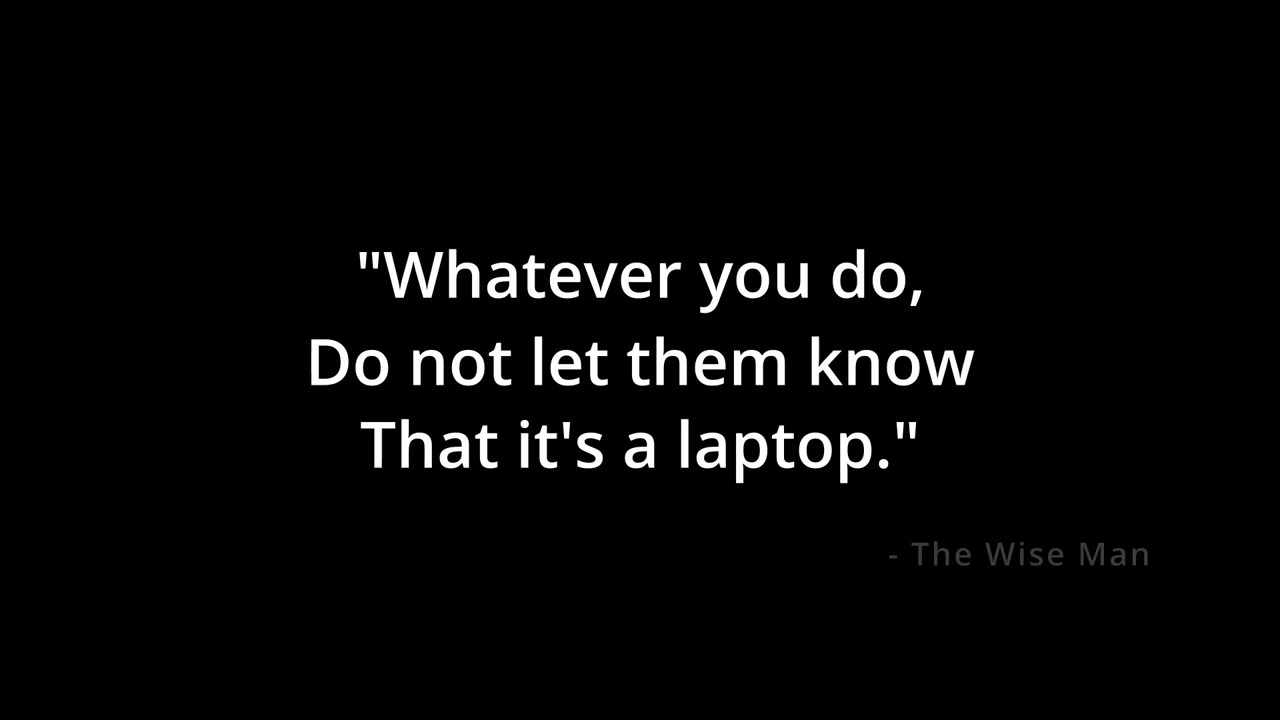 "Whatever you do,
Do not let them know
That it's a laptop."
- The Wise Man